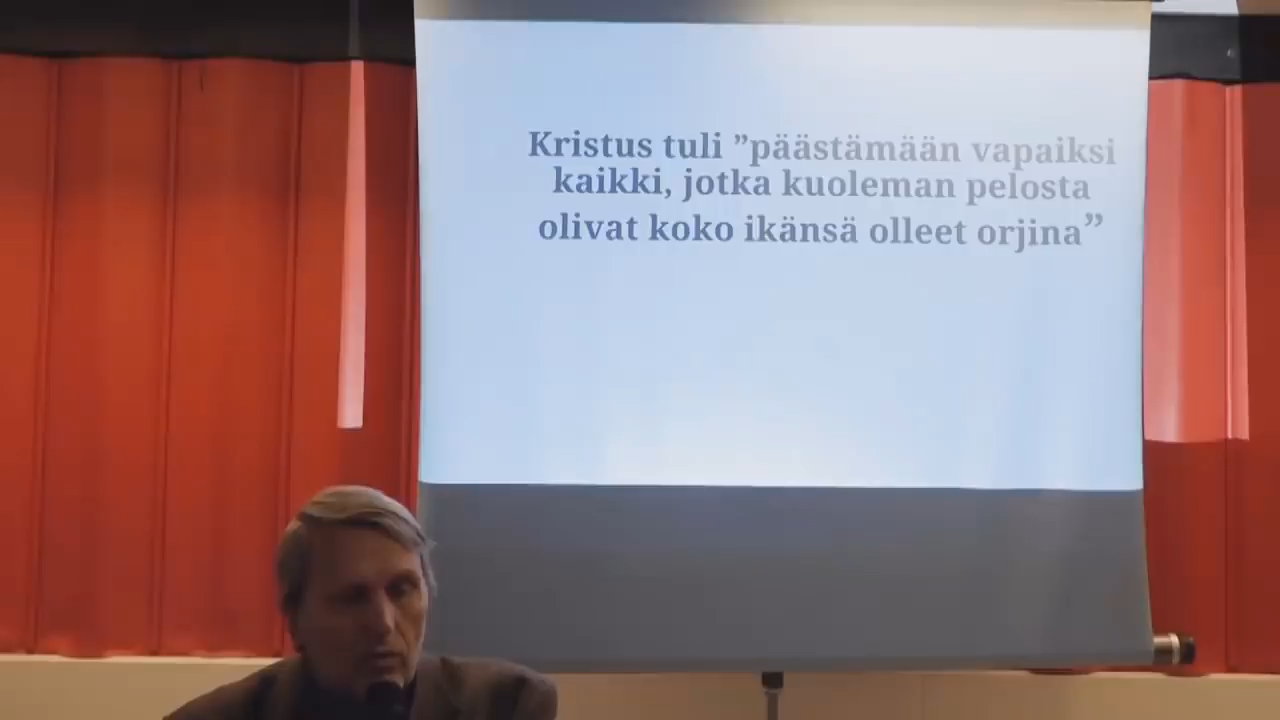 Kristus tuli ”päästämään vapaiksi
kaikki, jotka kuoleman pelosta
olivat koko ikänsä olleet orjina”